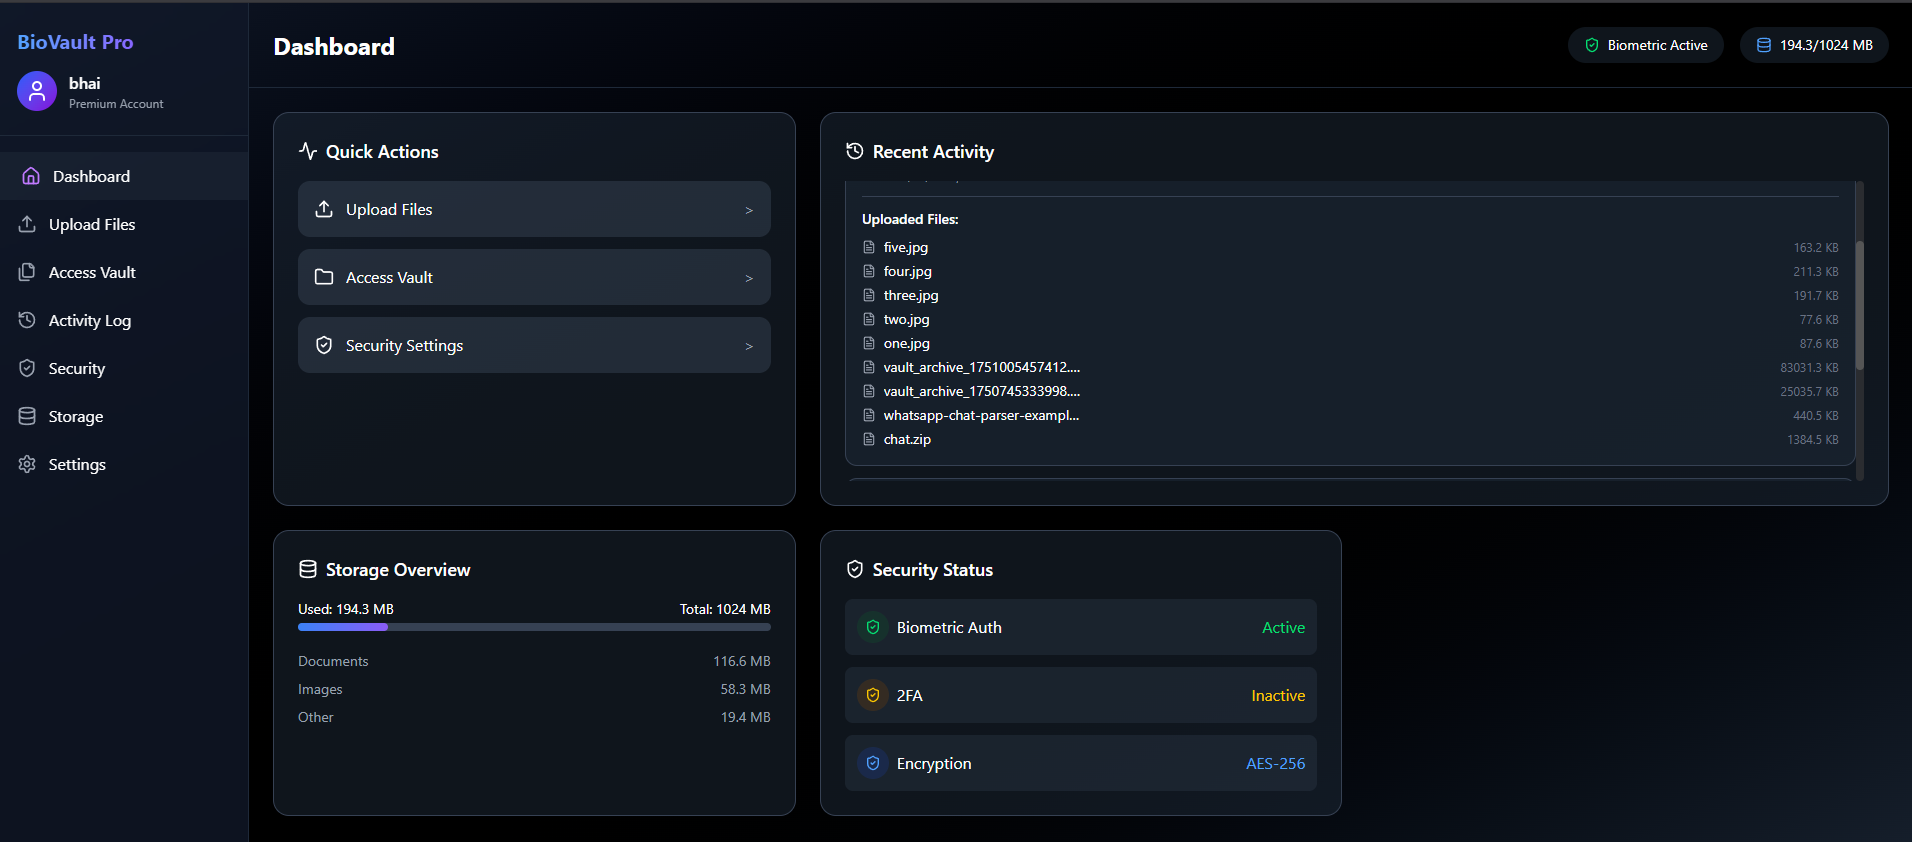 BioVault Pro
bhai
Premium Account
Dashboard
Upload Files
Access Vault
Activity Log
Security
Storage
Settings
Dashboard
Biometric Active
194.3/1024 MB
Quick Actions
Upload Files >
Access Vault >
Security Settings >
Recent Activity
Uploaded Files:
five.jpg 163.2 KB
four.jpg 211.3 KB
three.jpg 191.7 KB
two.jpg 77.6 KB
one.jpg 87.6 KB
vault_archive_1751005457412.... 83031.3 KB
vault_archive_1750745333998.... 25035.7 KB
whatsapp-chat-parser-exampl... 440.5 KB
chat.zip 1384.5 KB
Storage Overview
Used: 194.3 MB Total: 1024 MB
Documents 116.6 MB
Images 58.3 MB
Other 19.4 MB
Security Status
Biometric Auth Active
2FA Inactive
Encryption AES-256